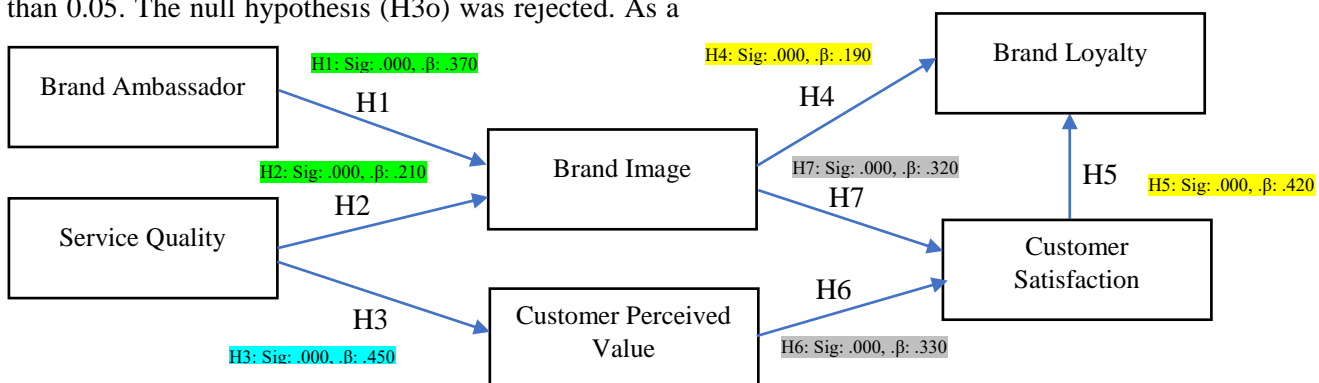 than 0.05. The null hypothesis (H3o) was rejected. As a
Brand Ambassador
H1: Sig: .000, .β: .370
H1
H4: Sig: .000, .β: .190
H4
Brand Loyalty
Brand Image
H2: Sig: .000, .β: .210
H2
H7: Sig: .000, .β: .320
H7
H5
H5: Sig: .000, .β: .420
Service Quality
Customer
Satisfaction
H3
H3: Sig: .000, .β: .450
Customer Perceived
Value
H6
H6: Sig: .000, .β: .330